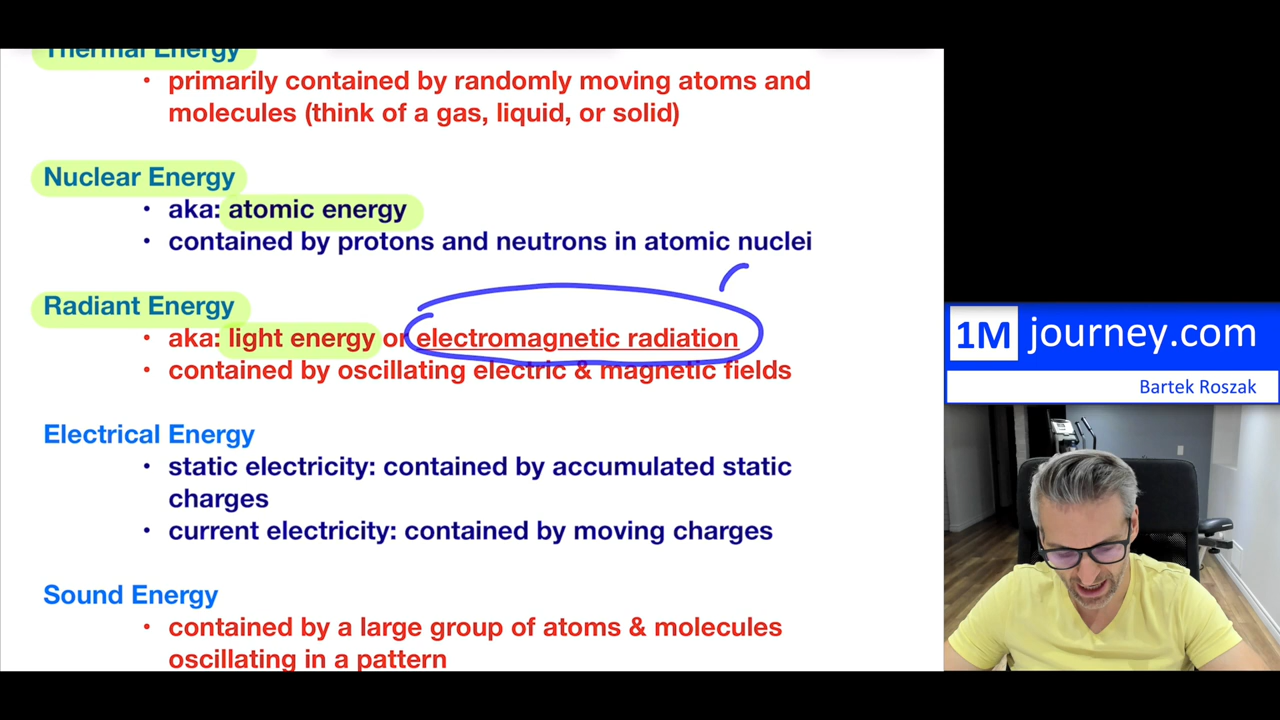 Thermal Energy
• primarily contained by randomly moving atoms and
molecules (think of a gas, liquid, or solid)
Nuclear Energy
• aka: atomic energy
• contained by protons and neutrons in atomic nuclei
Radiant Energy
• aka: light energy or electromagnetic radiation
• contained by oscillating electric & magnetic fields
Electrical Energy
• static electricity: contained by accumulated static
charges
• current electricity: contained by moving charges
Sound Energy
• contained by a large group of atoms & molecules
oscillating in a pattern
1M journey.com
Bartek Roszak